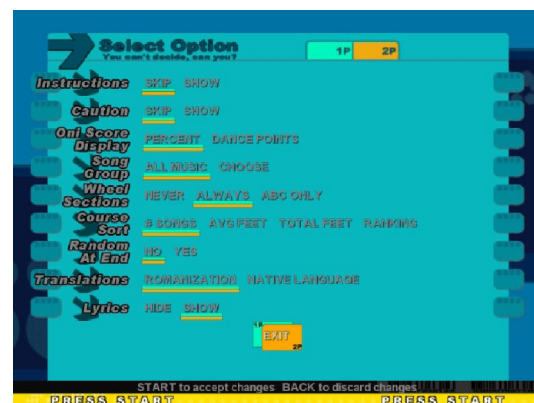 Select Option
You can't decide, can you?
1P 2P
Instructions SKIP SHOW
Caution SKIP SHOW
Oni Score Display PERCENT DANCE POINTS
Song Group ALL MUSIC CHOOSE
Wheel Sections NEVER ALWAYS ABC ONLY
Course Sort # SONGS AVG FEET TOTAL FEET RANKING
Random At End NO YES
Translations ROMANIZATION NATIVE LANGUAGE
Lyrics HIDE SHOW
1P EXIT 2P
START to accept changes BACK to discard changes
PRESS START PRESS START